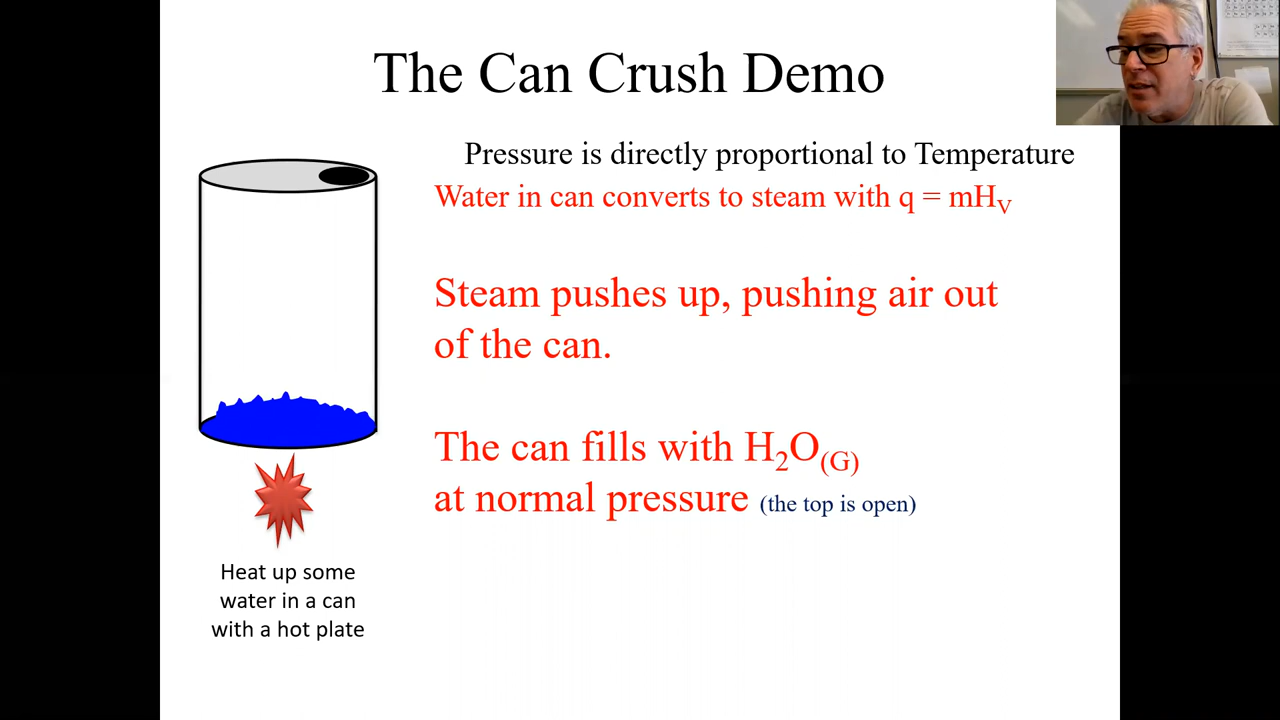 The Can Crush Demo
Pressure is directly proportional to Temperature
Water in can converts to steam with q = mH_V
Steam pushes up, pushing air out
of the can.
The can fills with H₂O_(G)
at normal pressure (the top is open)
Heat up some
water in a can
with a hot plate